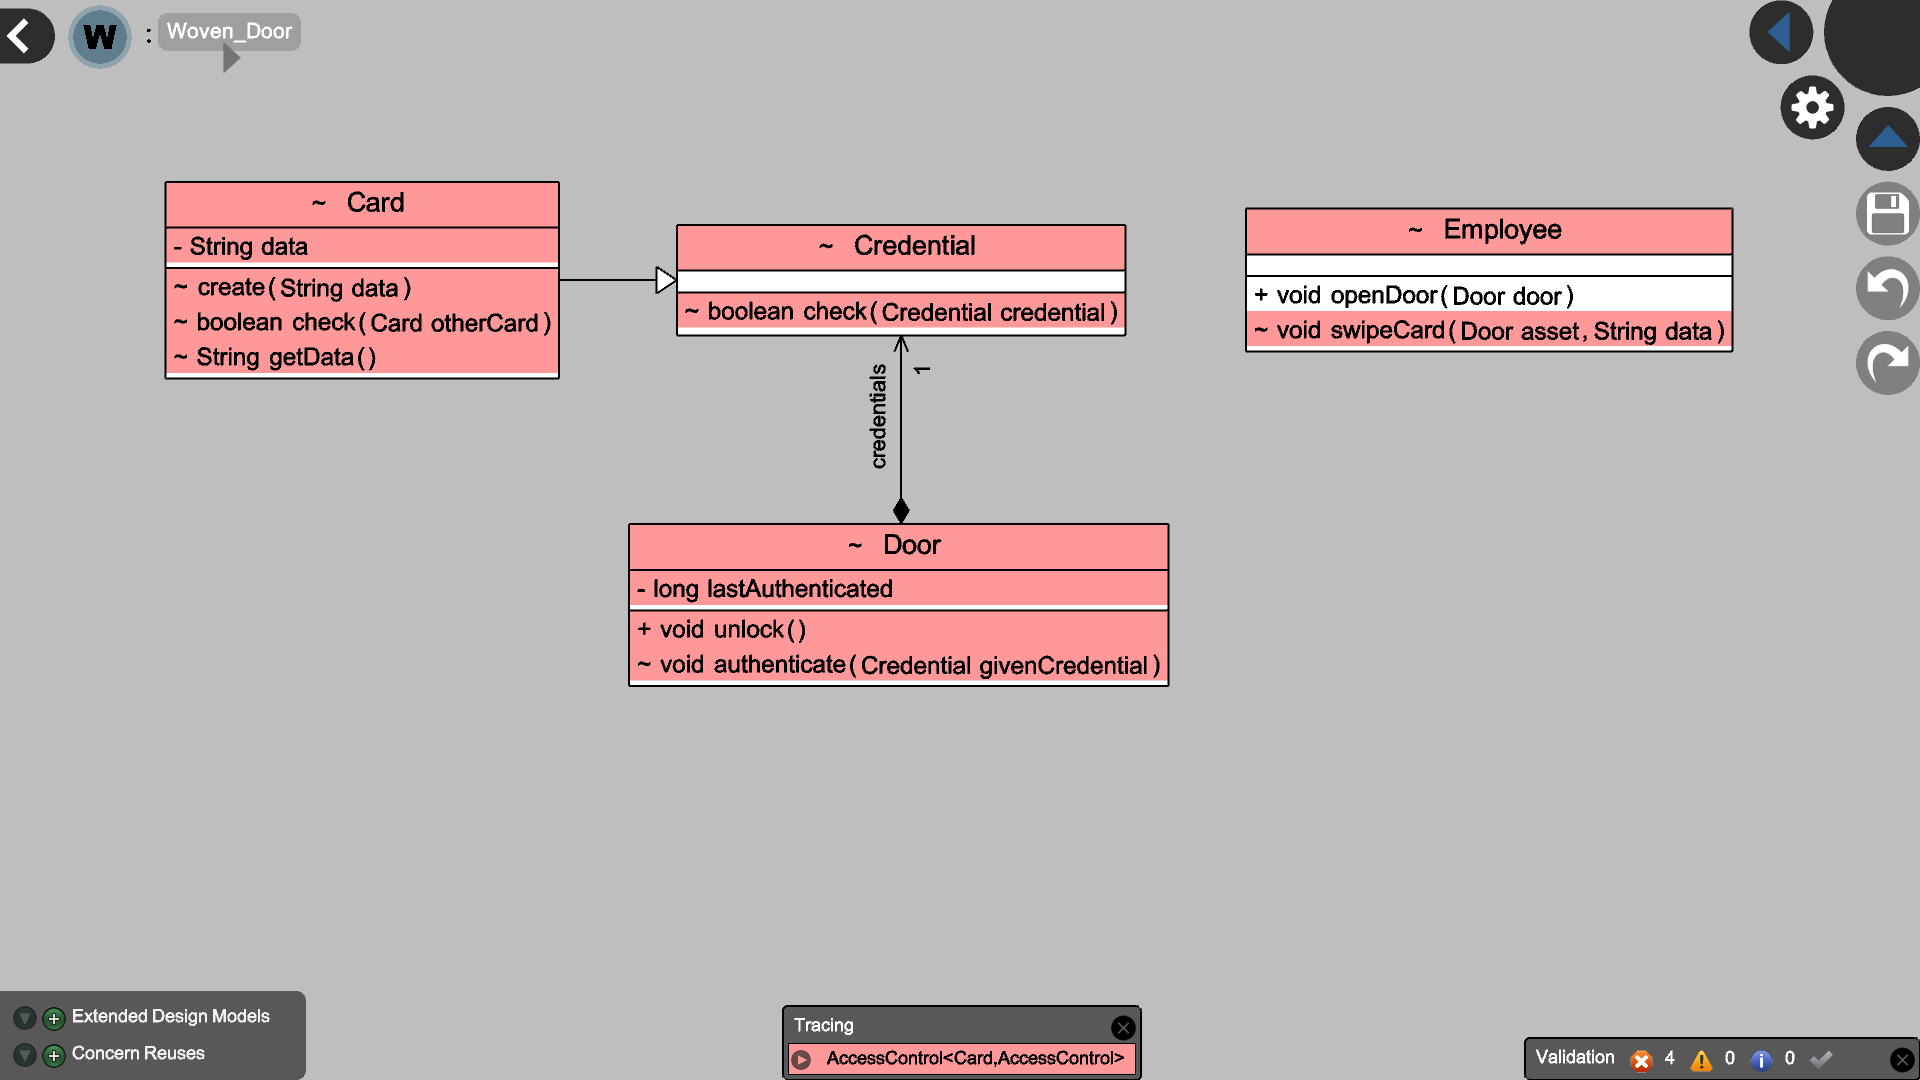 W : Woven_Door
~ Card
- String data
~ create(String data)
~ boolean check(Card otherCard)
~ String getData()
~ Credential
~ boolean check(Credential credential)
~ Employee
+ void openDoor(Door door)
~ void swipeCard(Door asset, String data)
credentials
1
~ Door
- long lastAuthenticated
+ void unlock()
~ void authenticate(Credential givenCredential)
Extended Design Models
Concern Reuses
Tracing
AccessControl<Card,AccessControl>
Validation 4 0 0